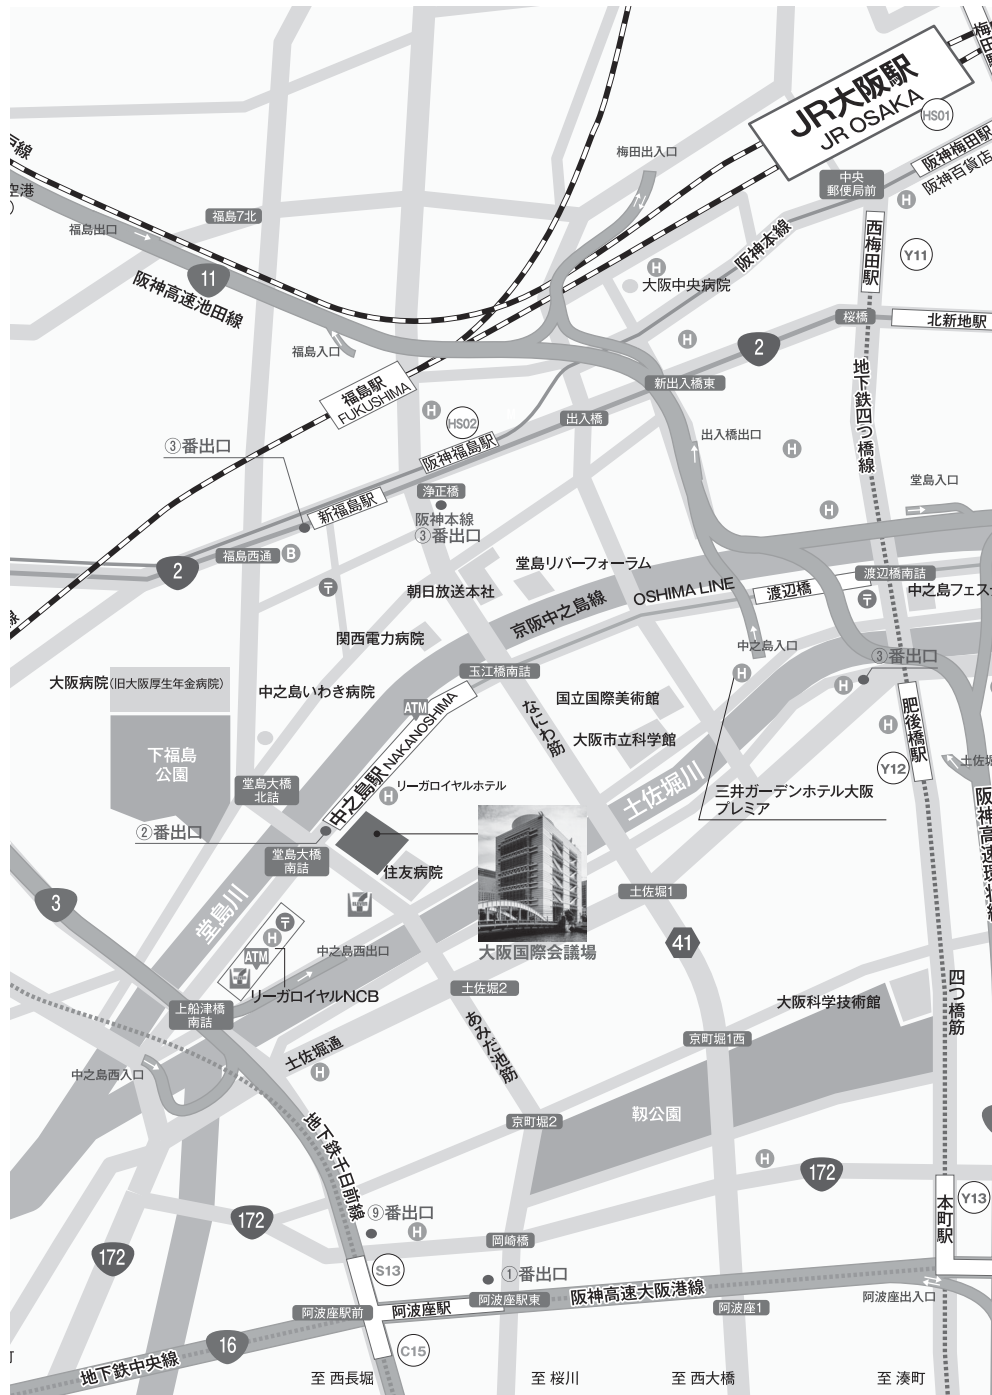 JR大阪駅
JR OSAKA
HS01
阪神梅田駅
阪神百貨店
梅田出入口
中央
郵便局前
H
西梅田駅
Y11
福島7北
福島出口
11
阪神高速池田線
阪神本線
H
大阪中央病院
桜橋
北新地駅
福島入口
H
2
福島駅
FUKUSHIMA
新出入橋東
地下鉄四つ橋線
H
HS02
出入橋
出入橋出口
③番出口
阪神福島駅
H
浄正橋
新福島駅
堂島入口
阪神本線
③番出口
H
福島西通
B
2
堂島リバーフォーラム
渡辺橋南詰
〒
朝日放送本社
京阪中之島線
OSHIMA LINE
渡辺橋
〒
中之島フェス
関西電力病院
中之島入口
③番出口
玉江橋南詰
H
H
大阪病院(旧大阪厚生年金病院)
中之島いわき病院
ATM
国立国際美術館
なにわ筋
肥後橋駅
H
大阪市立科学館
下福島
公園
中之島駅 NAKANOSHIMA
Y12
堂島大橋
北詰
H
リーガロイヤルホテル
土佐堀川
三井ガーデンホテル大阪
プレミア
②番出口
堂島大橋
南詰
住友病院
阪神高速環状線
土佐堀1
3
堂島川
41
〒
H
ATM
中之島西出口
大阪国際会議場
リーガロイヤルNCB
土佐堀2
四つ橋筋
大阪科学技術館
上船津橋
南詰
あみだ池筋
京町堀1西
土佐堀通
H
中之島西入口
京町堀2
靱公園
地下鉄千日前線
H
172
172
172
⑨番出口
H
本町駅
Y13
岡崎橋
S13
①番出口
阪神高速大阪港線
阿波座出入口
阿波座駅前
阿波座駅
阿波座駅東
阿波座1
16
C15
地下鉄中央線
至 西長堀
至 桜川
至 西大橋
至 湊町